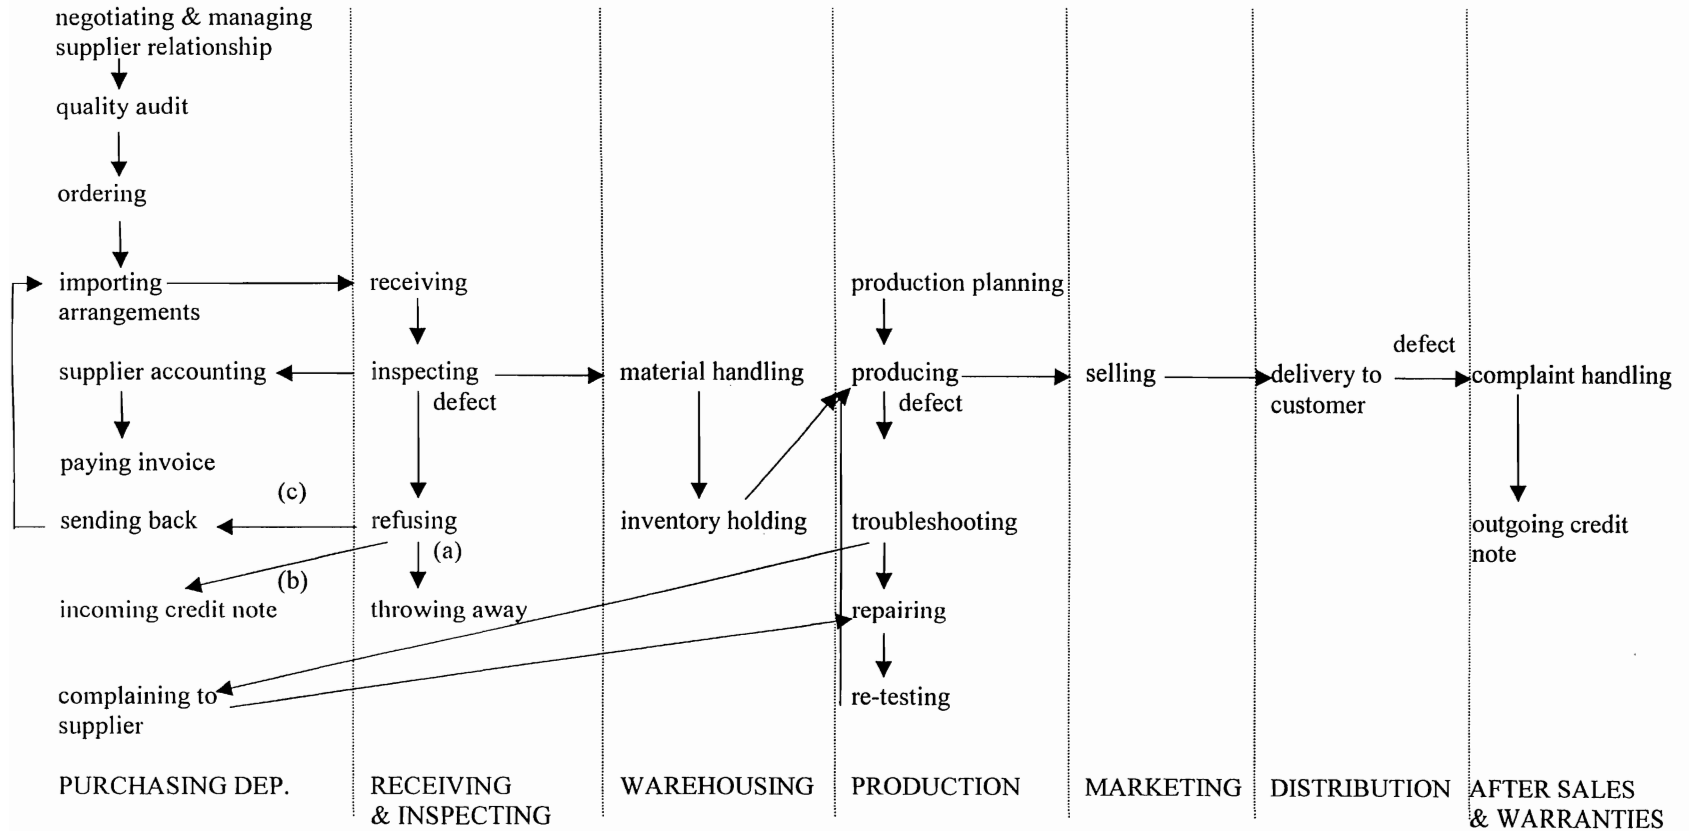 negotiating & managing
supplier relationship
quality audit
ordering
importing
arrangements
receiving
production planning
supplier accounting
inspecting
defect
material handling
producing
defect
selling
delivery to
customer
defect
complaint handling
paying invoice
(c)
sending back
refusing
(a)
inventory holding
troubleshooting
outgoing credit
note
(b)
incoming credit note
throwing away
repairing
complaining to
supplier
re-testing
PURCHASING DEP.
RECEIVING
& INSPECTING
WAREHOUSING
PRODUCTION
MARKETING
DISTRIBUTION
AFTER SALES
& WARRANTIES